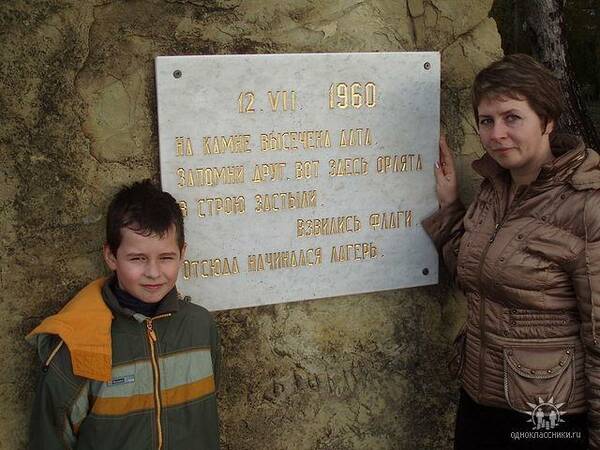 12. VII. 1960
НА КАМНЕ ВЫСЕЧЕНА ДАТА.
ЗАПОМНИ ДРУГ, ВОТ ЗДЕСЬ ОРЛЯТА
В СТРОЮ ЗАСТЫЛИ.
ВЗВИЛИСЬ ФЛАГИ.
ОТСЮДА НАЧИНАЛСЯ ЛАГЕРЬ.
одноклассники.ru